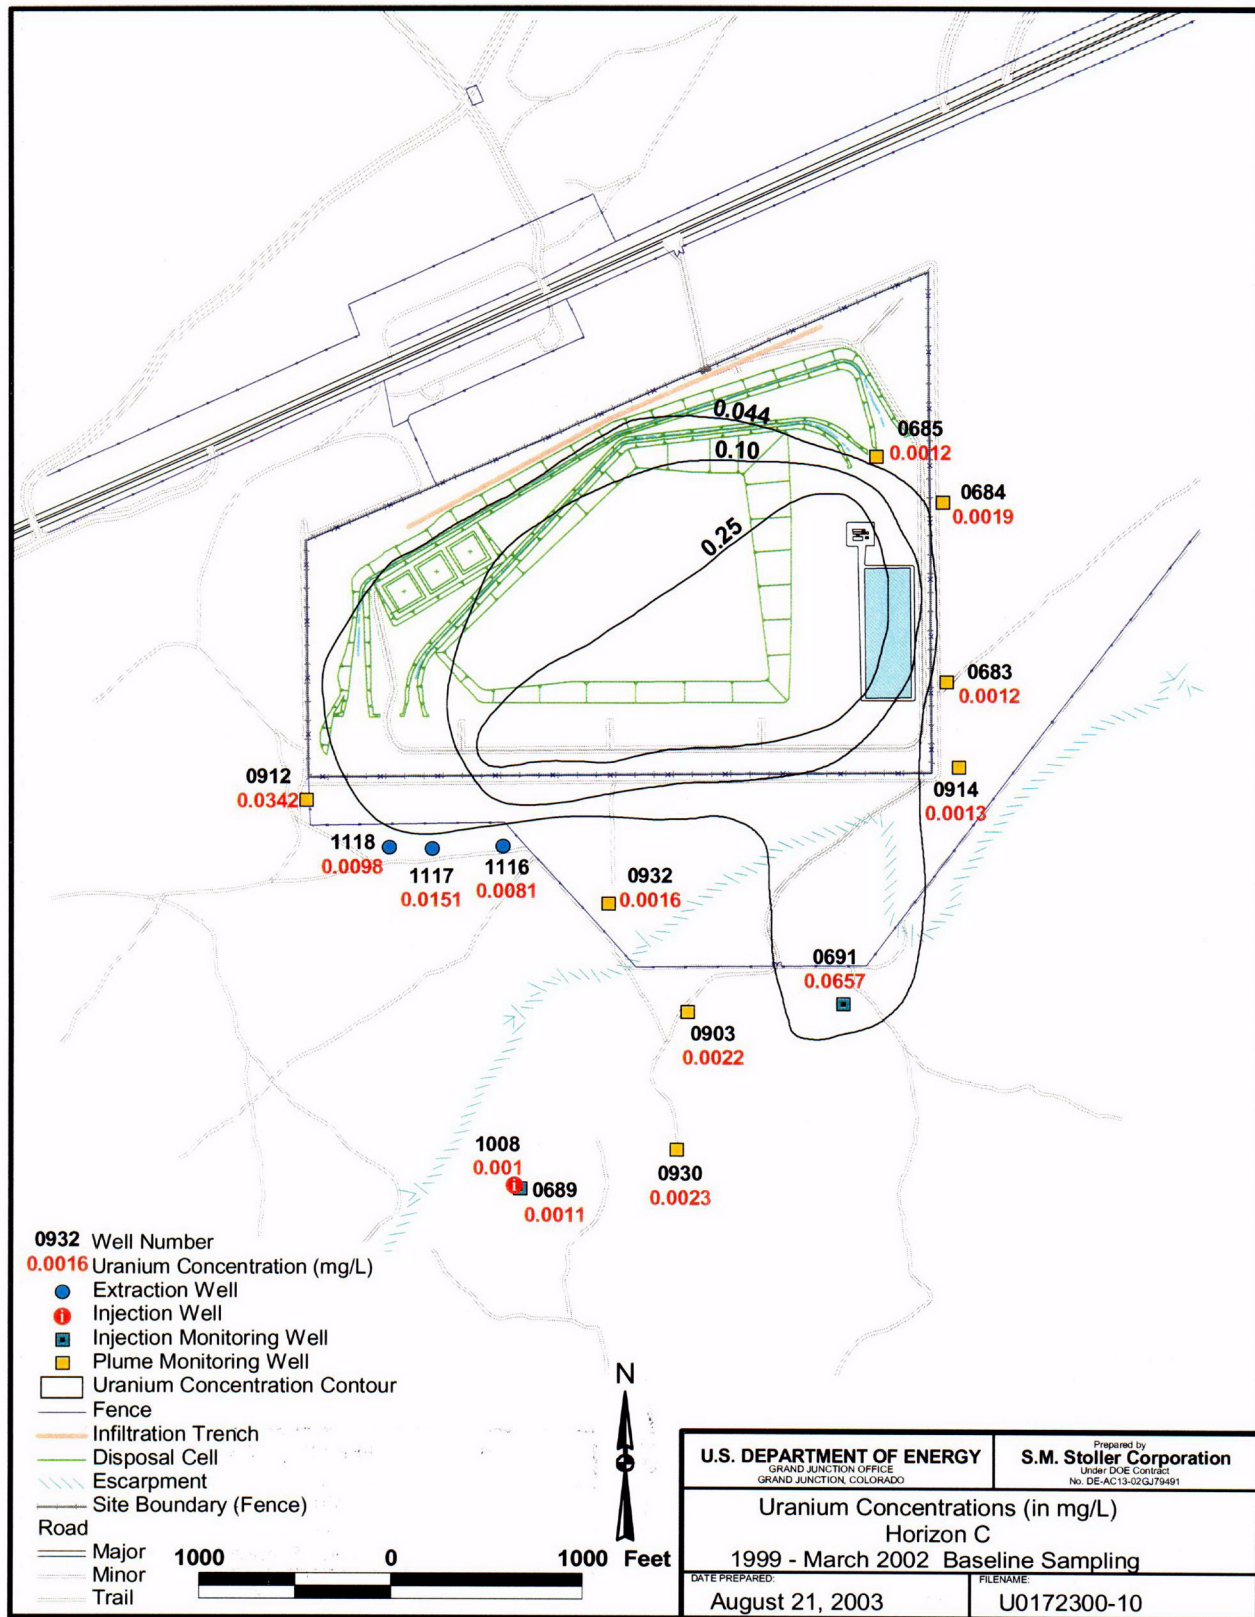 0.044
0.10
0.25
0685
0.0012
0684
0.0019
0683
0.0012
0912
0.0342
0914
0.0013
1118
0.0098
1117
0.0151
1116
0.0081
0932
0.0016
0691
0.0657
0903
0.0022
1008
0.001
0689
0.0011
0930
0.0023
0932 Well Number
0.0016 Uranium Concentration (mg/L)
Extraction Well
i Injection Well
Injection Monitoring Well
Plume Monitoring Well
Uranium Concentration Contour
Fence
Infiltration Trench
Disposal Cell
Escarpment
Site Boundary (Fence)
Road
Major
Minor
Trail
N
1000 0 1000 Feet
U.S. DEPARTMENT OF ENERGY
GRAND JUNCTION OFFICE
GRAND JUNCTION, COLORADO
Prepared by
S.M. Stoller Corporation
Under DOE Contract
No. DE-AC13-02GJ79491
Uranium Concentrations (in mg/L)
Horizon C
1999 - March 2002 Baseline Sampling
DATE PREPARED:
August 21, 2003
FILENAME:
U0172300-10